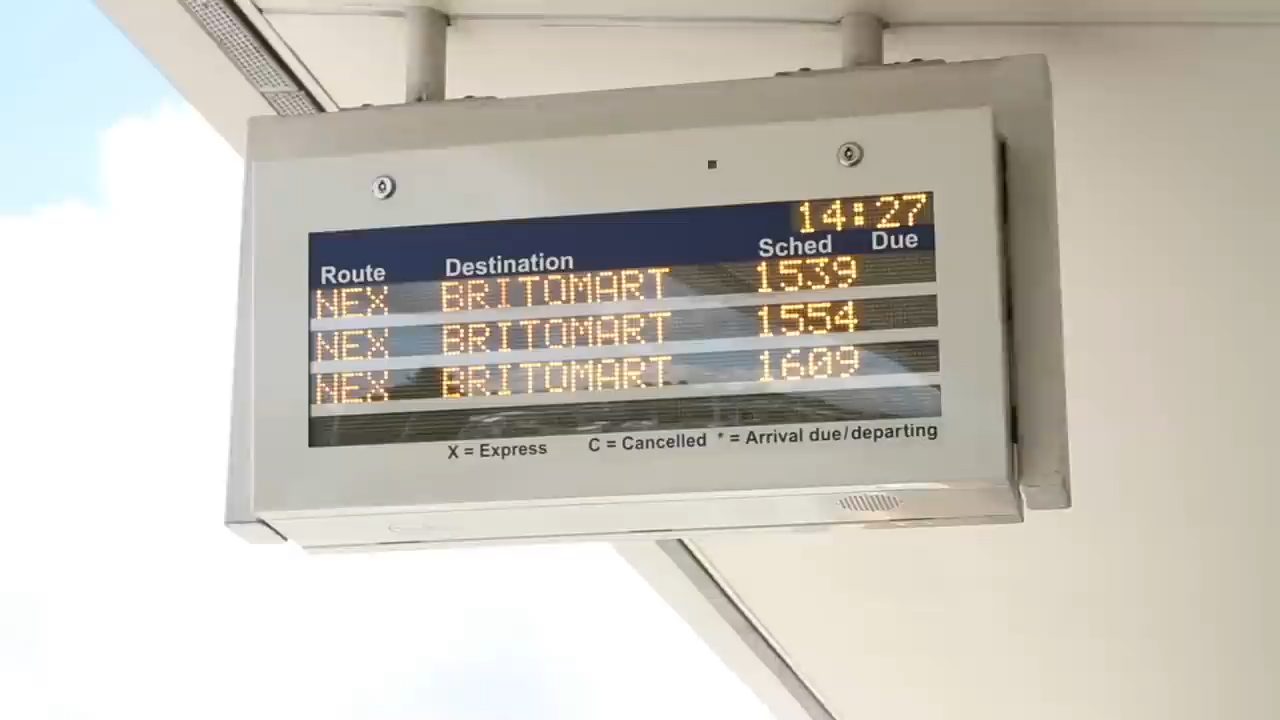 14:27
Route Destination Sched Due
NEX BRITOMART 1539
NEX BRITOMART 1554
NEX BRITOMART 1609
X = Express C = Cancelled * = Arrival due/departing